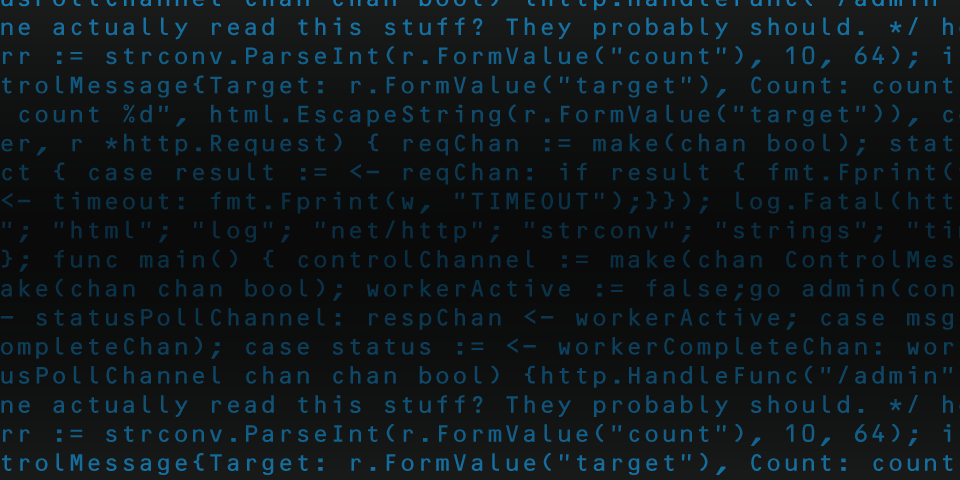 usPollChannel chan chan bool) {http.HandleFunc("/admin"
ne actually read this stuff? They probably should. */ h
rr := strconv.ParseInt(r.FormValue("count"), 10, 64); i
trolMessage{Target: r.FormValue("target"), Count: count
count %d", html.EscapeString(r.FormValue("target")), c
er, r *http.Request) { reqChan := make(chan bool); stat
ct { case result := <- reqChan: if result { fmt.Fprint(
<- timeout: fmt.Fprint(w, "TIMEOUT");}}); log.Fatal(htt
"; "html"; "log"; "net/http"; "strconv"; "strings"; "ti
}; func main() { controlChannel := make(chan ControlMes
ake(chan chan bool); workerActive := false;go admin(con
- statusPollChannel: respChan <- workerActive; case msg
ompleteChan); case status := <- workerCompleteChan: wor
usPollChannel chan chan bool) {http.HandleFunc("/admin"
ne actually read this stuff? They probably should. */ h
rr := strconv.ParseInt(r.FormValue("count"), 10, 64); i
trolMessage{Target: r.FormValue("target"), Count: count